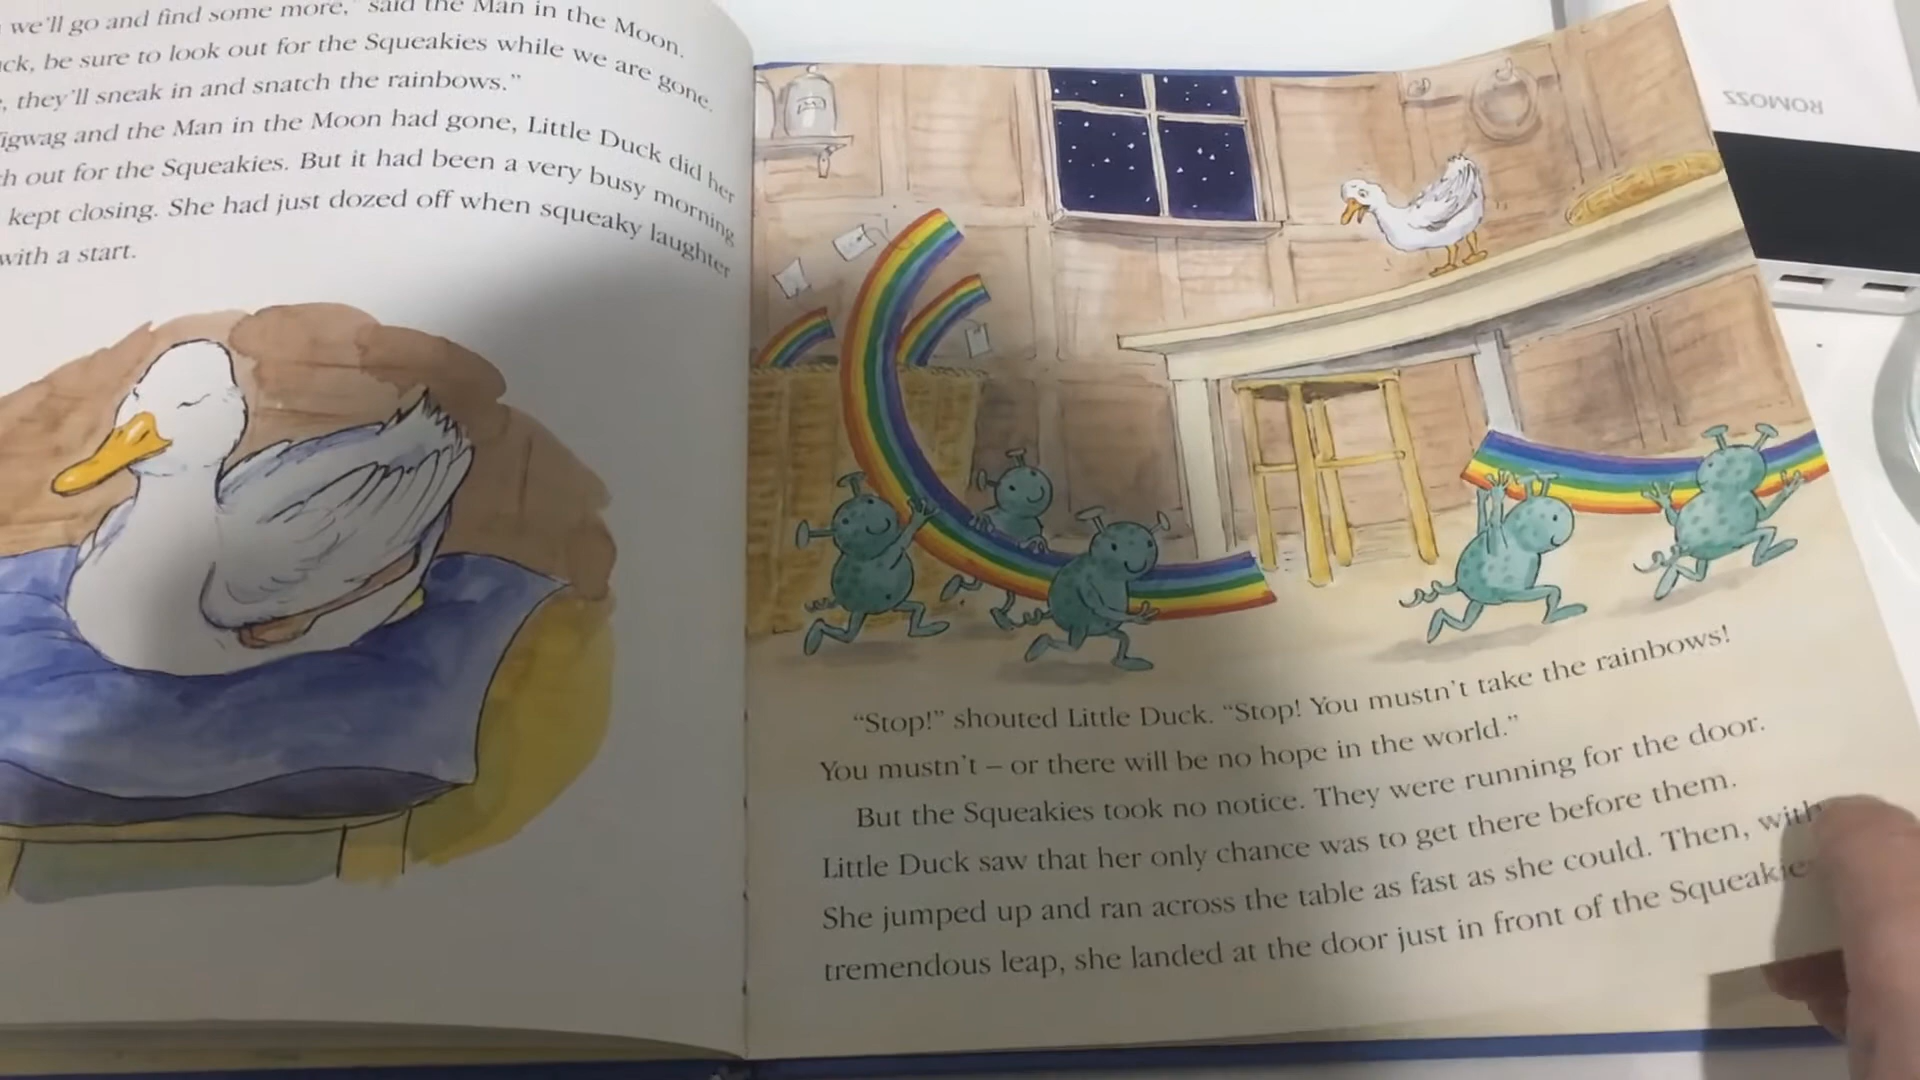 we'll go and find some more," said the Man in the Moon.
ck, be sure to look out for the Squeakies while we are gone.
, they'll sneak in and snatch the rainbows."
igwag and the Man in the Moon had gone, Little Duck did her
h out for the Squeakies. But it had been a very busy morning
kept closing. She had just dozed off when squeaky laughter
with a start.
"Stop!" shouted Little Duck. "Stop! You mustn't take the rainbows!
You mustn't – or there will be no hope in the world."
But the Squeakies took no notice. They were running for the door.
Little Duck saw that her only chance was to get there before them.
She jumped up and ran across the table as fast as she could. Then, with
tremendous leap, she landed at the door just in front of the Squeakie
ROMOSS